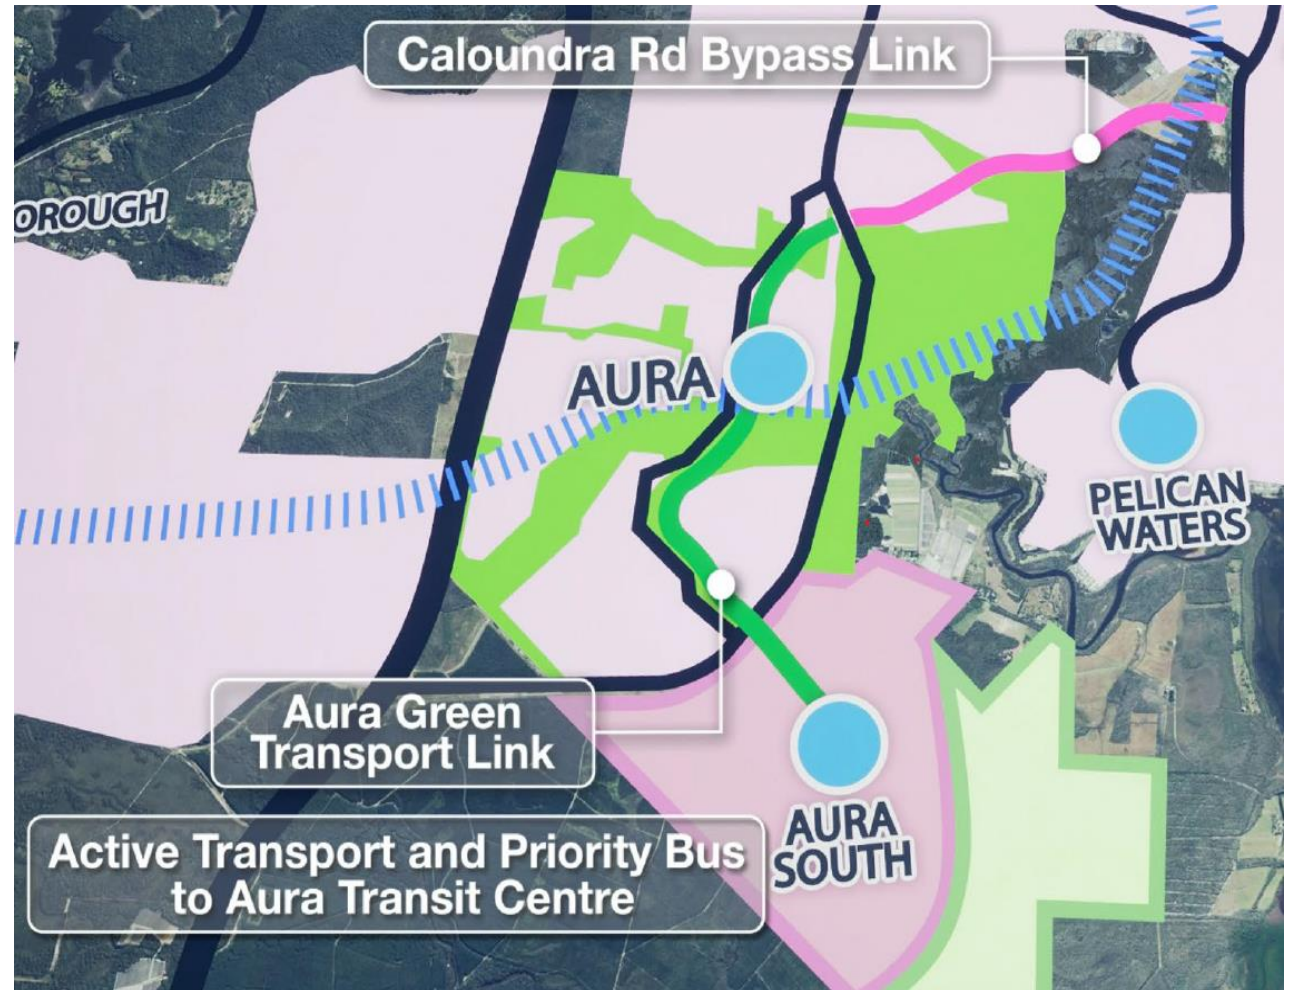 Caloundra Rd Bypass Link
OROUGH
AURA
PELICAN
WATERS
Aura Green
Transport Link
AURA
SOUTH
Active Transport and Priority Bus
to Aura Transit Centre